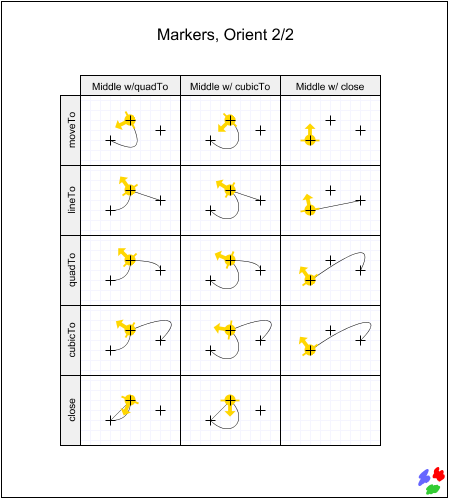 Markers, Orient 2/2
Middle w/quadTo Middle w/ cubicTo Middle w/ close
moveTo
lineTo
quadTo
cubicTo
close